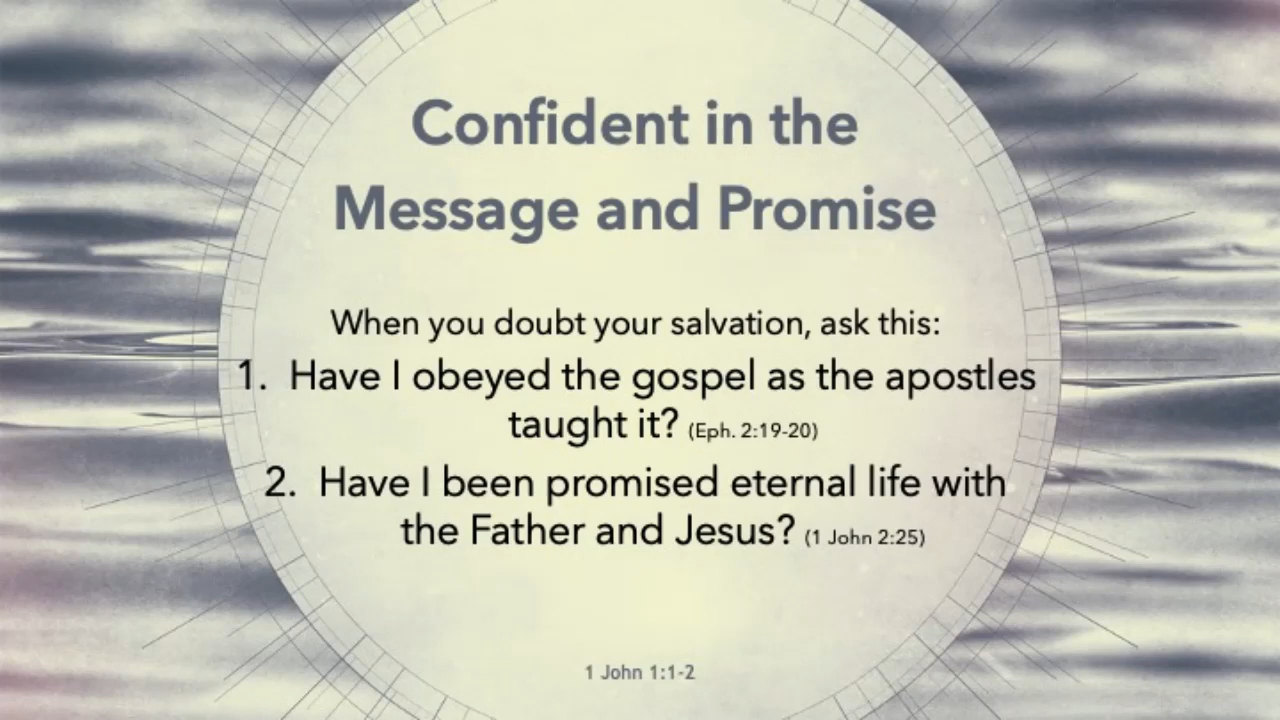 Confident in the
Message and Promise
When you doubt your salvation, ask this:
1. Have I obeyed the gospel as the apostles
taught it? (Eph. 2:19-20)
2. Have I been promised eternal life with
the Father and Jesus? (1 John 2:25)
1 John 1:1-2